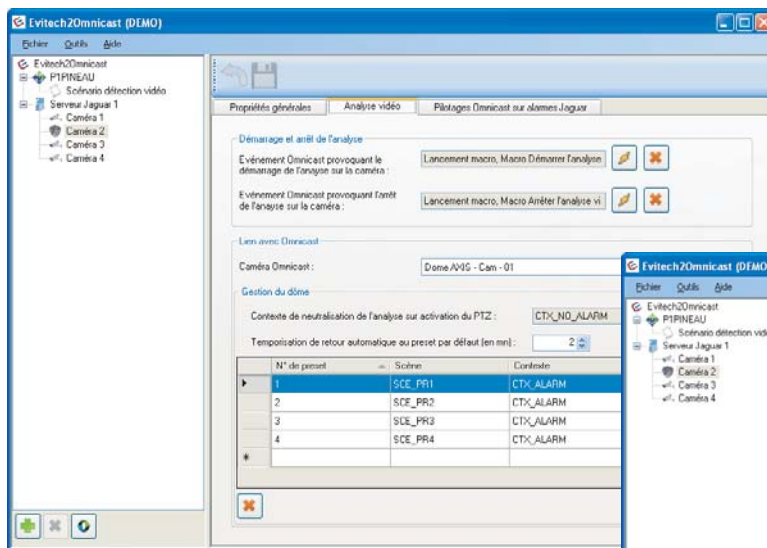 Evitech2Omnicast (DEMO)
Fichier Outils Aide
Evitech2Omnicast
P1PINEAU
Scénario détection vidéo
Serveur Jaguar 1
Caméra 1
Caméra 2
Caméra 3
Caméra 4
Propriétés générales Analyse vidéo Pilotages Omnicast sur alarmes Jaguar
Démarrage et arrêt de l'analyse
Evénement Omnicast provoquant le
démarrage de l'anayse sur la caméra :
Lancement macro, Macro Démarrer l'analyse
Evénement Omnicast provoquant l'arrêt
de l'anayse sur la caméra :
Lancement macro, Macro Arrêter l'analyse vi
Lien avec Omnicast
Caméra Omnicast : Dome AXIS - Cam - 01
Gestion du dôme
Contexte de neutralisation de l'analyse sur activation du PTZ : CTX_NO_ALARM
Temporisation de retour automatique au preset par défaut (en mn) : 2
N° de preset Scène Contexte
1 SCE_PR1 CTX_ALARM
2 SCE_PR2 CTX_ALARM
3 SCE_PR3 CTX_ALARM
4 SCE_PR4 CTX_ALARM
Evitech2Omnicast (DEMO
Fichier Outils Aide
Evitech2Omnicast
P1PINEAU
Scénario détection vidé
Serveur Jaguar 1
Caméra 1
Caméra 2
Caméra 3
Caméra 4